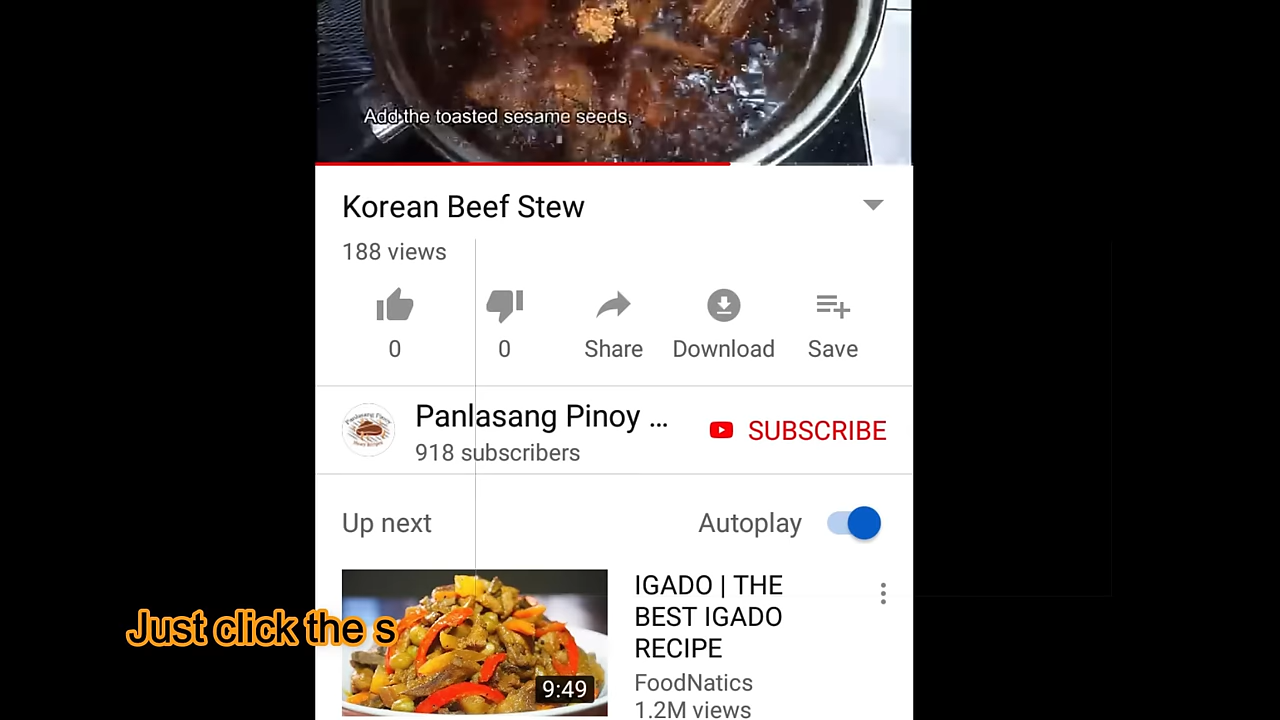 Add the toasted sesame seeds,
Korean Beef Stew
188 views
0
0
Share
Download
Save
Panlasang Pinoy ...
918 subscribers
SUBSCRIBE
Up next
Autoplay
IGADO | THE
BEST IGADO
RECIPE
FoodNatics
1.2M views
9:49
Just click the s